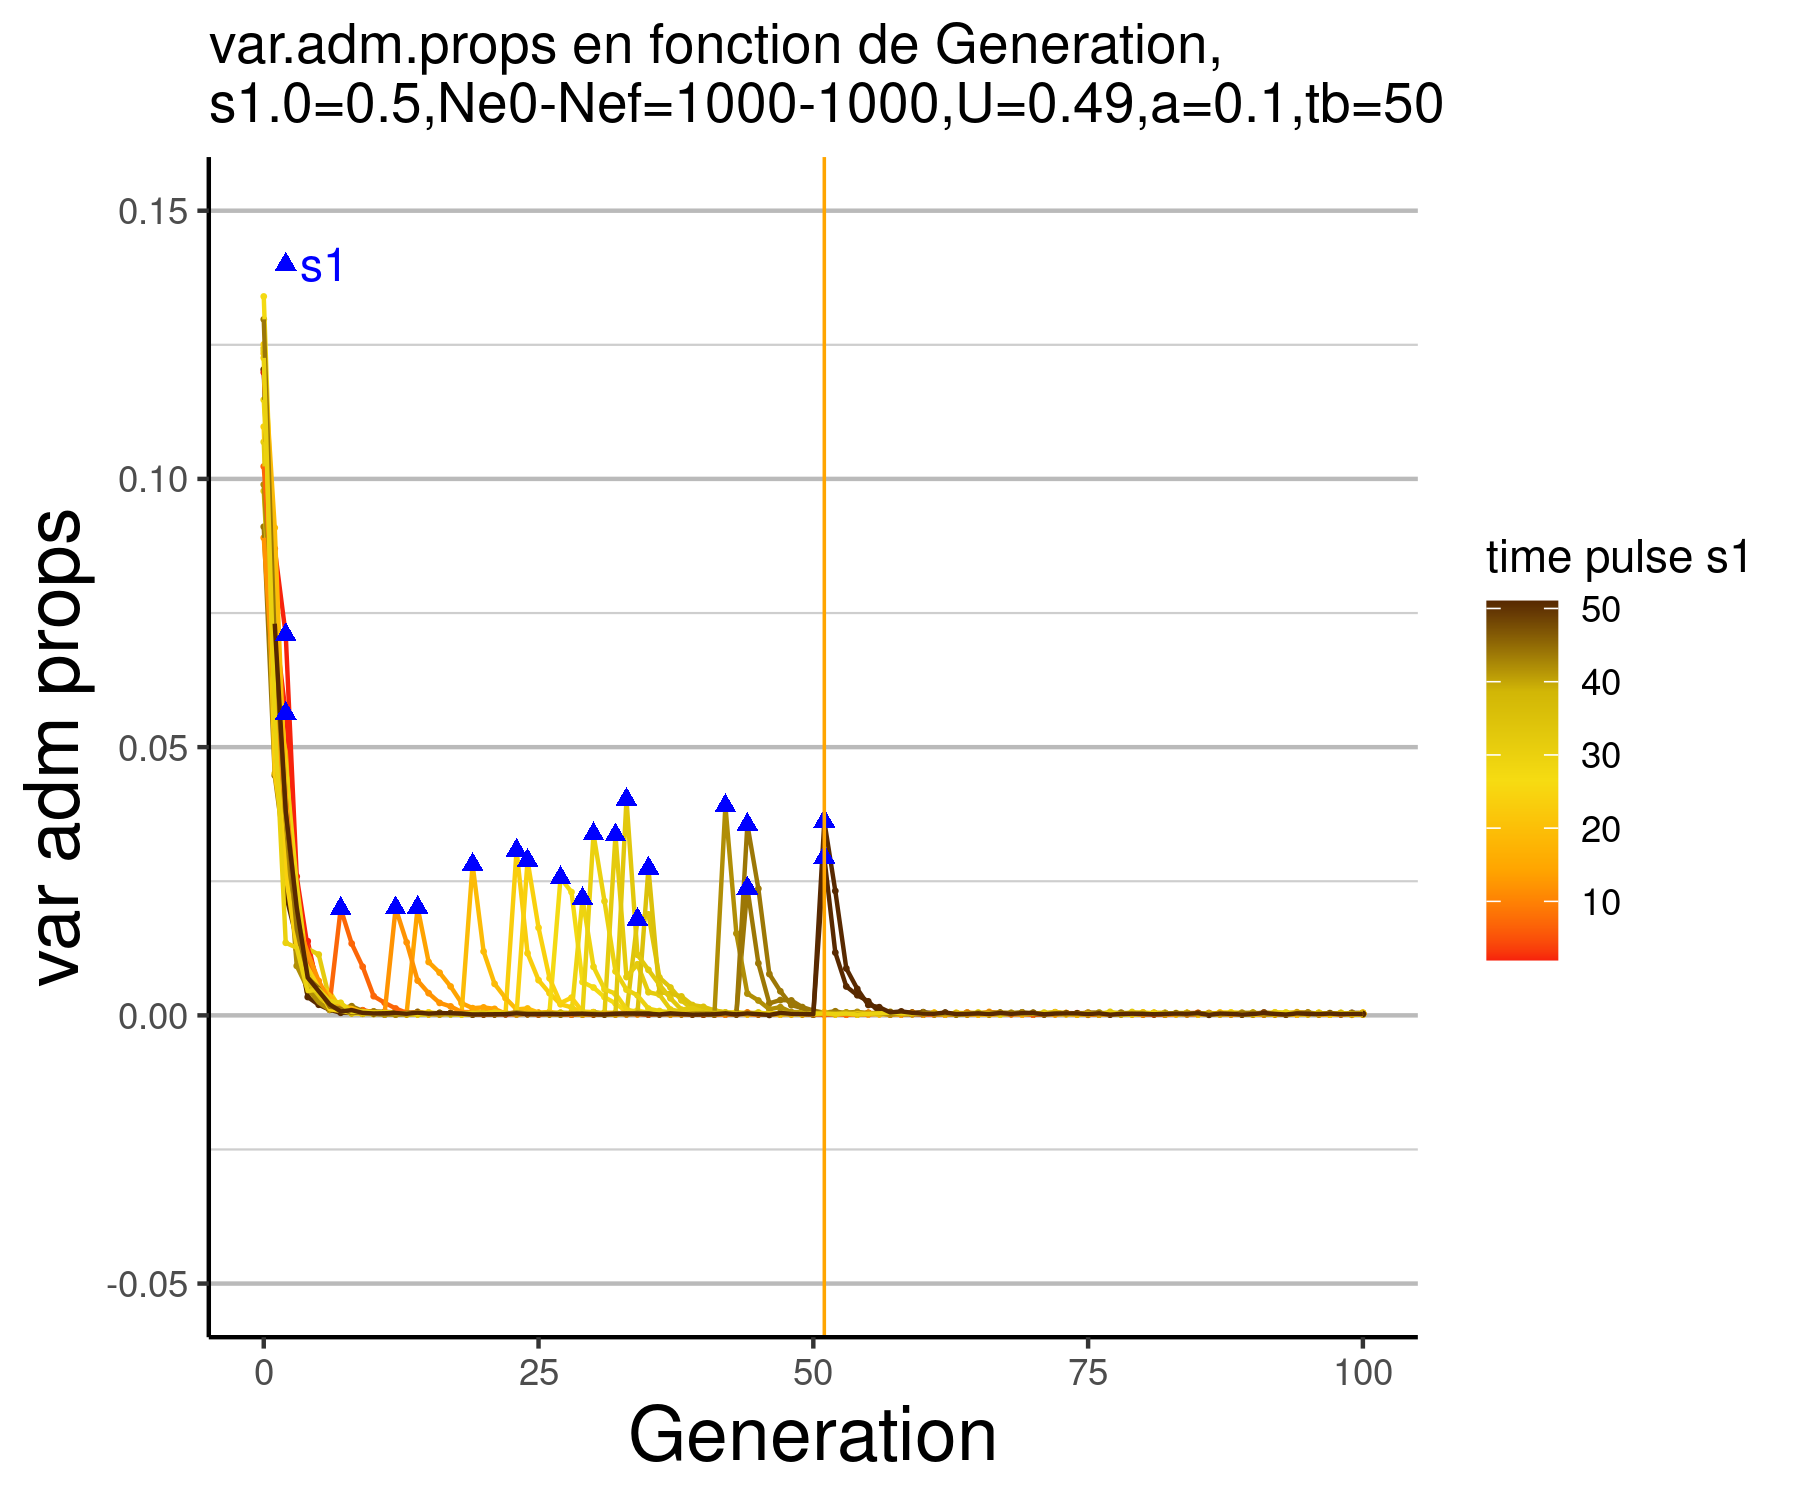 var.adm.props en fonction de Generation,
s1.0=0.5,Ne0-Nef=1000-1000,U=0.49,a=0.1,tb=50
0.15
s1
0.10
0.05
0.00
-0.05
var adm props
0 25 50 75 100
Generation
time pulse s1
50
40
30
20
10